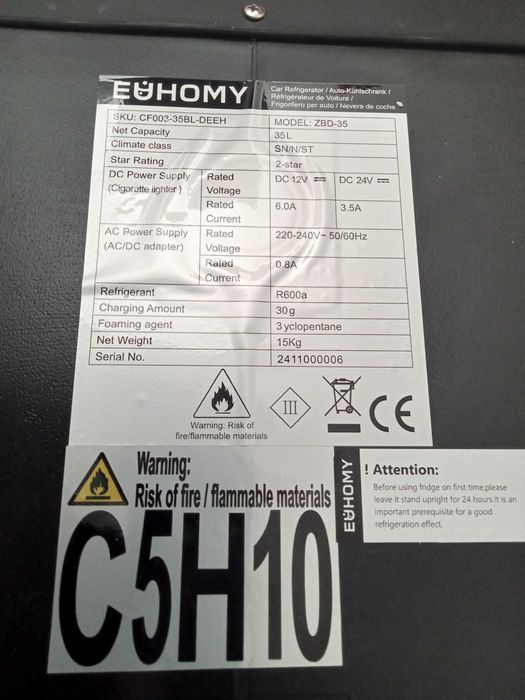 EUHOMY
Car Refrigerator / Auto-Kühlschrank /
Réfrigérateur de Voiture /
Frigorifero per auto / Nevera de coche
SKU: CF003-35BL-DEEH MODEL: ZBD-35
Net Capacity 35L
Climate class SN/N/ST
Star Rating 2-star
DC Power Supply Rated DC 12V DC 24V
(Cigarette lighter) Voltage
Rated 6.0A 3.5A
Current
AC Power Supply Rated 220-240V~ 50/60Hz
(AC/DC adapter) Voltage
Rated 0.8A
Current
Refrigerant R600a
Charging Amount 30g
Foaming agent 3 yclopentane
Net Weight 15Kg
Serial No. 2411000006
III
CE
Warning: Risk of
fire/flammable materials
Warning:
Risk of fire / flammable materials
C5H10
EUHOMY
! Attention:
Before using fridge on first time,pelease
leave it stand upright for 24 hours.It is an
important prerequisite for a good
refrigeration effect.